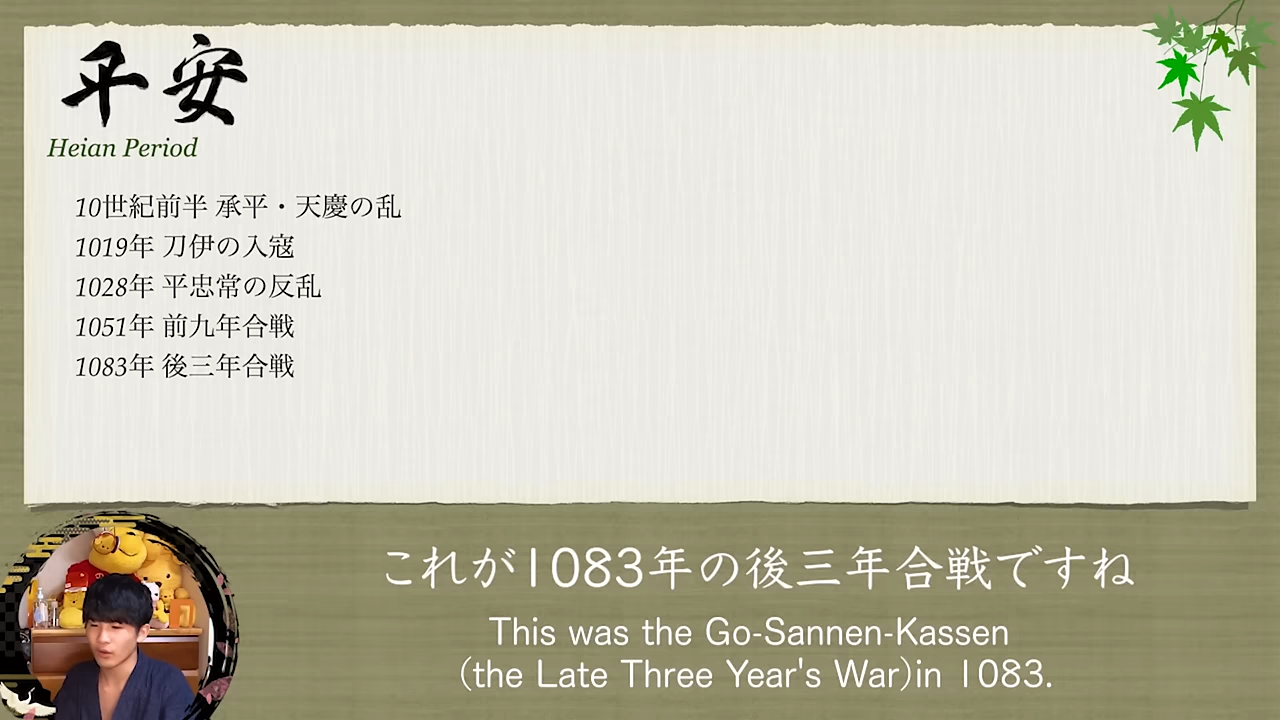 平安
Heian Period
10世紀前半 承平・天慶の乱
1019年 刀伊の入寇
1028年 平忠常の反乱
1051年 前九年合戦
1083年 後三年合戦
これが1083年の後三年合戦ですね
This was the Go-Sannen-Kassen
(the Late Three Year's War)in 1083.